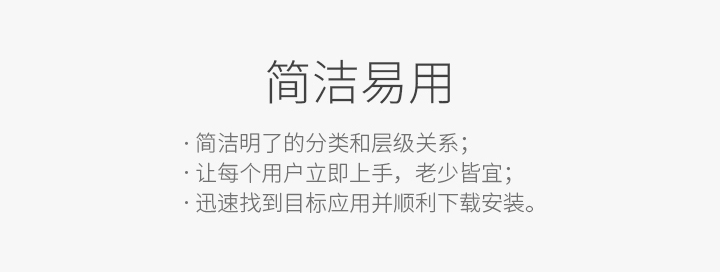 简洁易用
· 简洁明了的分类和层级关系；
· 让每个用户立即上手，老少皆宜；
· 迅速找到目标应用并顺利下载安装。